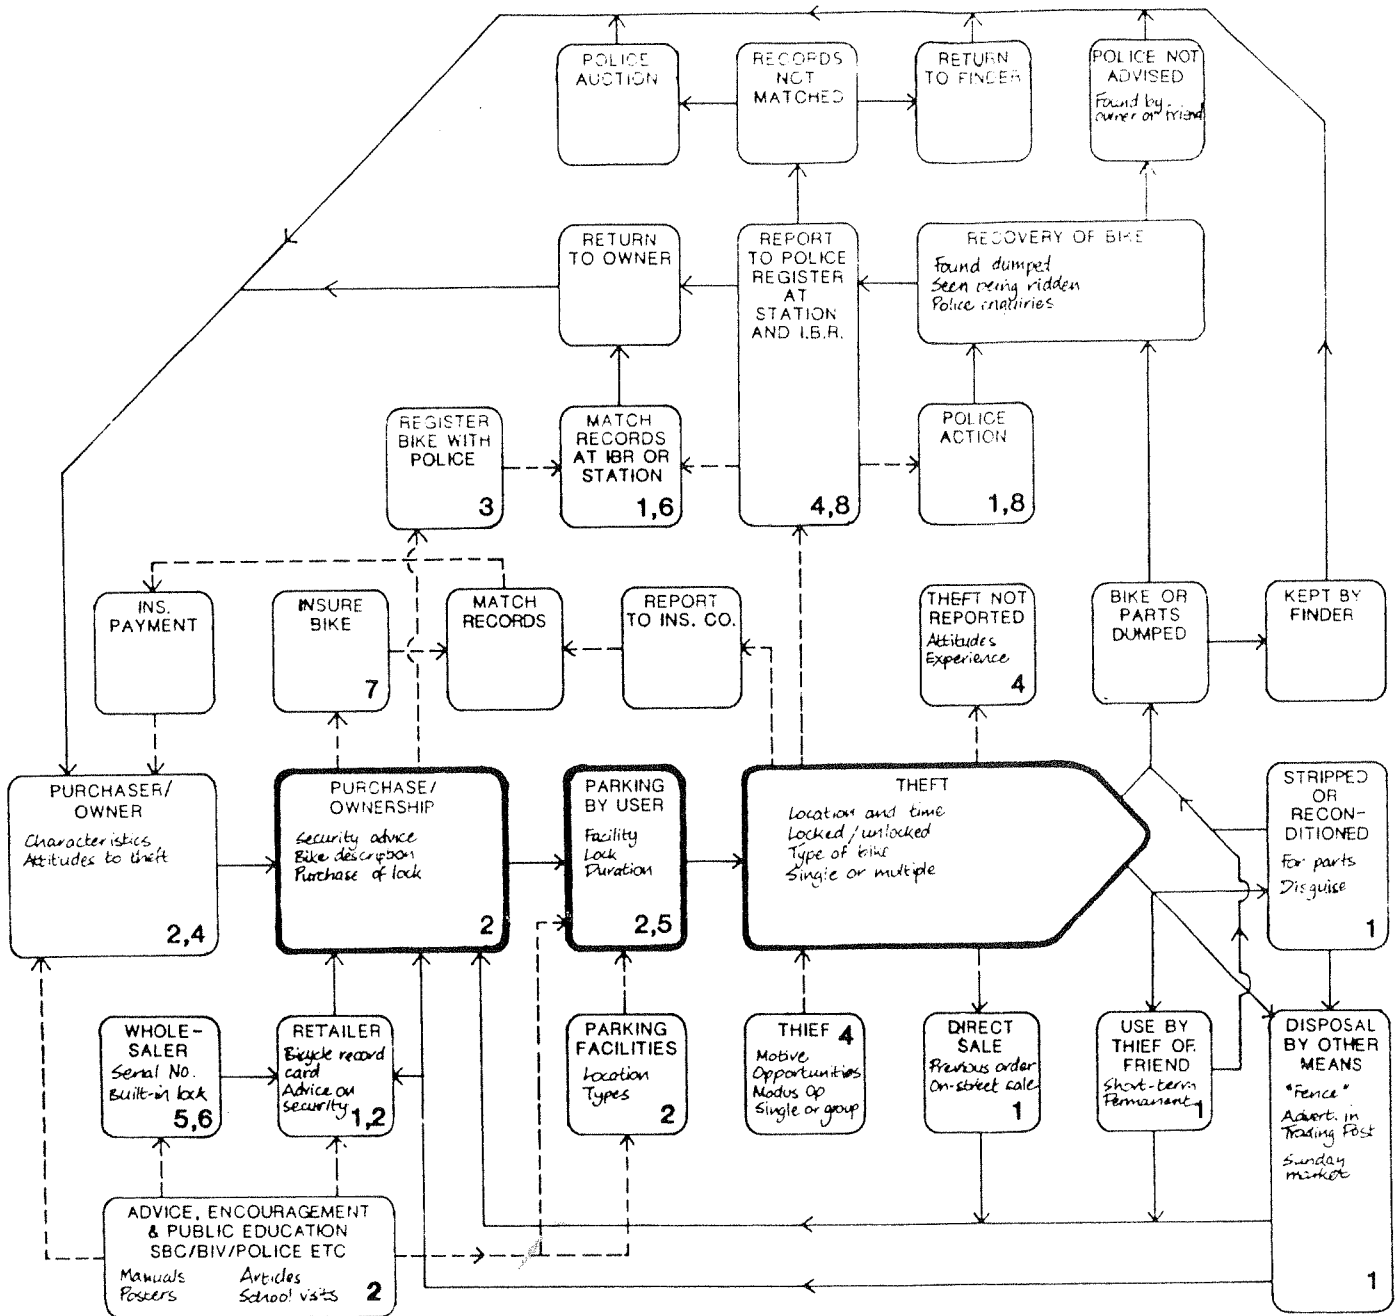 POLICE
AUCTION
RECORDS
NOT
MATCHED
RETURN
TO FINDER
POLICE NOT
ADVISED
Found by
owner or friend
RETURN
TO OWNER
REPORT
TO POLICE
REGISTER
AT
STATION
AND I.B.R.
4,8
RECOVERY OF BIKE
Found dumped
Seen being ridden
Police inquiries
REGISTER
BIKE WITH
POLICE
3
MATCH
RECORDS
AT IBR OR
STATION
1,6
POLICE
ACTION
1,8
INS.
PAYMENT
INSURE
BIKE
7
MATCH
RECORDS
REPORT
TO INS. CO.
THEFT NOT
REPORTED
Attitudes
Experience
4
BIKE OR
PARTS
DUMPED
KEPT BY
FINDER
PURCHASER/
OWNER
Characteristics
Attitudes to theft
2,4
PURCHASE/
OWNERSHIP
Security advice
Bike description
Purchase of lock
2
PARKING
BY USER
Facility
Lock
Duration
2,5
THEFT
Location and time
Locked/unlocked
Type of bike
Single or multiple
STRIPPED
OR
RECON-
DITIONED
For parts
Disguise
1
WHOLE-
SALER
Serial No.
Built-in lock
5,6
RETAILER
Bicycle record
card
Advice on
security
1,2
PARKING
FACILITIES
Location
Types
2
THIEF 4
Motive
Opportunities
Modus Op
Single or group
DIRECT
SALE
Previous order
On-street sale
1
USE BY
THIEF OF
FRIEND
Short-term
Permanent
1
DISPOSAL
BY OTHER
MEANS
"Fence"
Advert. in
Trading Post
Sunday
market
1
ADVICE, ENCOURAGEMENT
& PUBLIC EDUCATION
SBC/BIV/POLICE ETC
Manuals Articles
Posters School visits 2